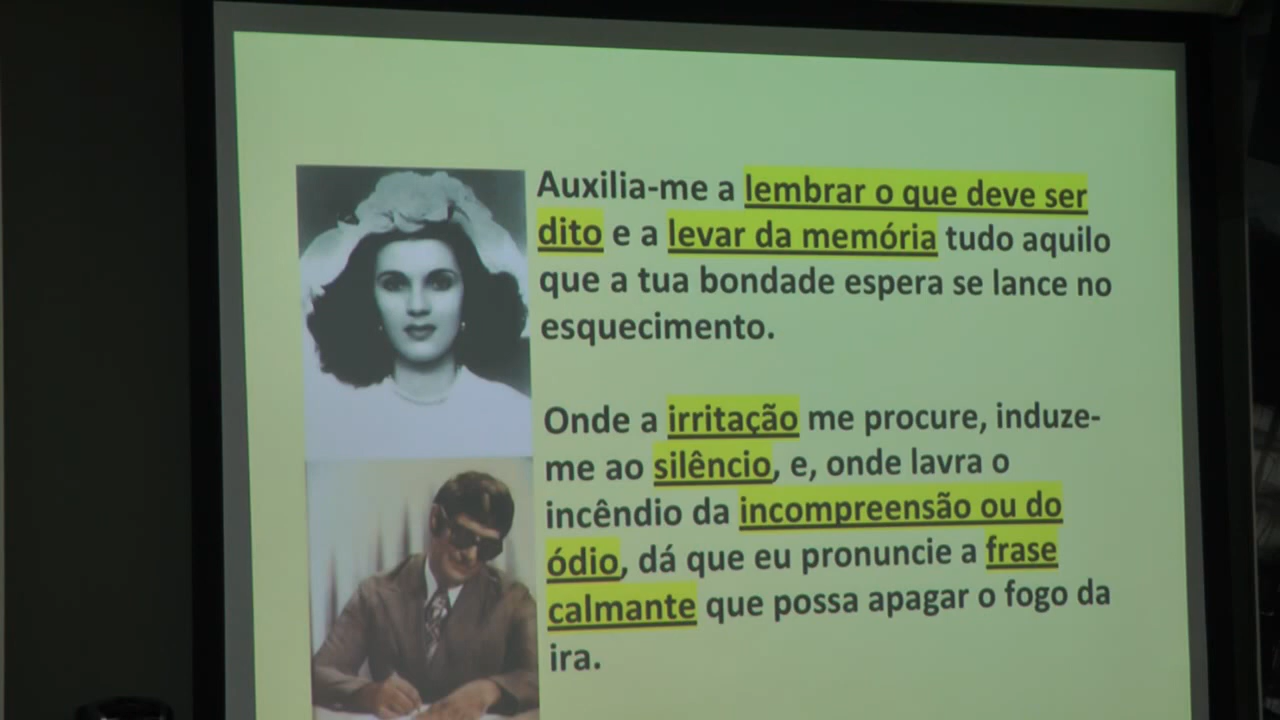 Auxilia-me a lembrar o que deve ser
dito e a levar da memória tudo aquilo
que a tua bondade espera se lance no
esquecimento.
Onde a irritação me procure, induze-
me ao silêncio, e, onde lavra o
incêndio da incompreensão ou do
ódio, dá que eu pronuncie a frase
calmante que possa apagar o fogo da
ira.